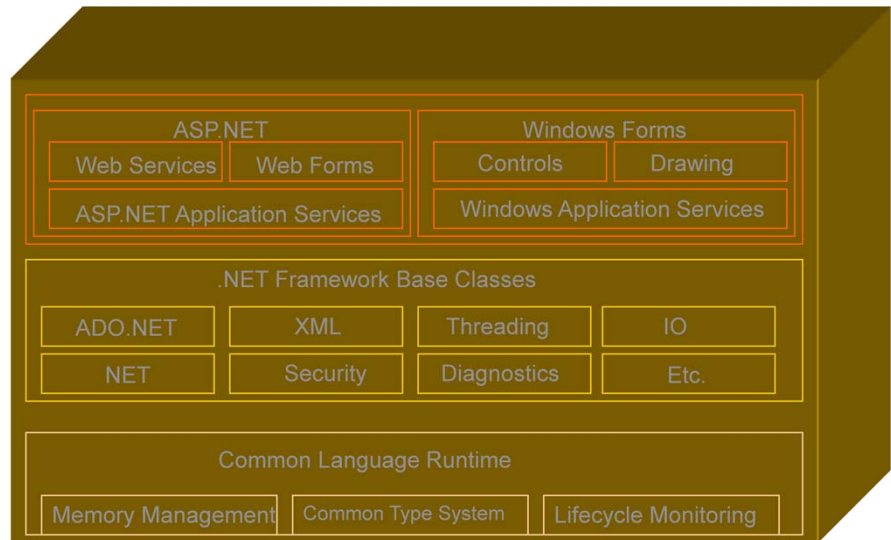 ASP.NET
Windows Forms
Web Services
Web Forms
Controls
Drawing
ASP.NET Application Services
Windows Application Services
.NET Framework Base Classes
ADO.NET
XML
Threading
IO
NET
Security
Diagnostics
Etc.
Common Language Runtime
Memory Management
Common Type System
Lifecycle Monitoring